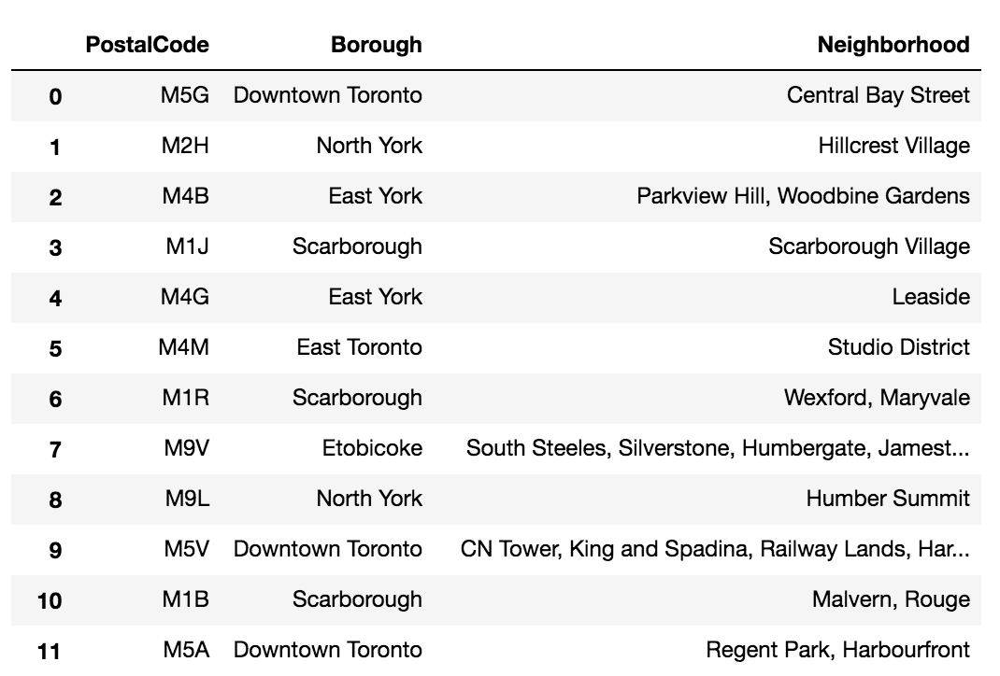 PostalCode Borough Neighborhood
0 M5G Downtown Toronto Central Bay Street
1 M2H North York Hillcrest Village
2 M4B East York Parkview Hill, Woodbine Gardens
3 M1J Scarborough Scarborough Village
4 M4G East York Leaside
5 M4M East Toronto Studio District
6 M1R Scarborough Wexford, Maryvale
7 M9V Etobicoke South Steeles, Silverstone, Humbergate, Jamest...
8 M9L North York Humber Summit
9 M5V Downtown Toronto CN Tower, King and Spadina, Railway Lands, Har...
10 M1B Scarborough Malvern, Rouge
11 M5A Downtown Toronto Regent Park, Harbourfront